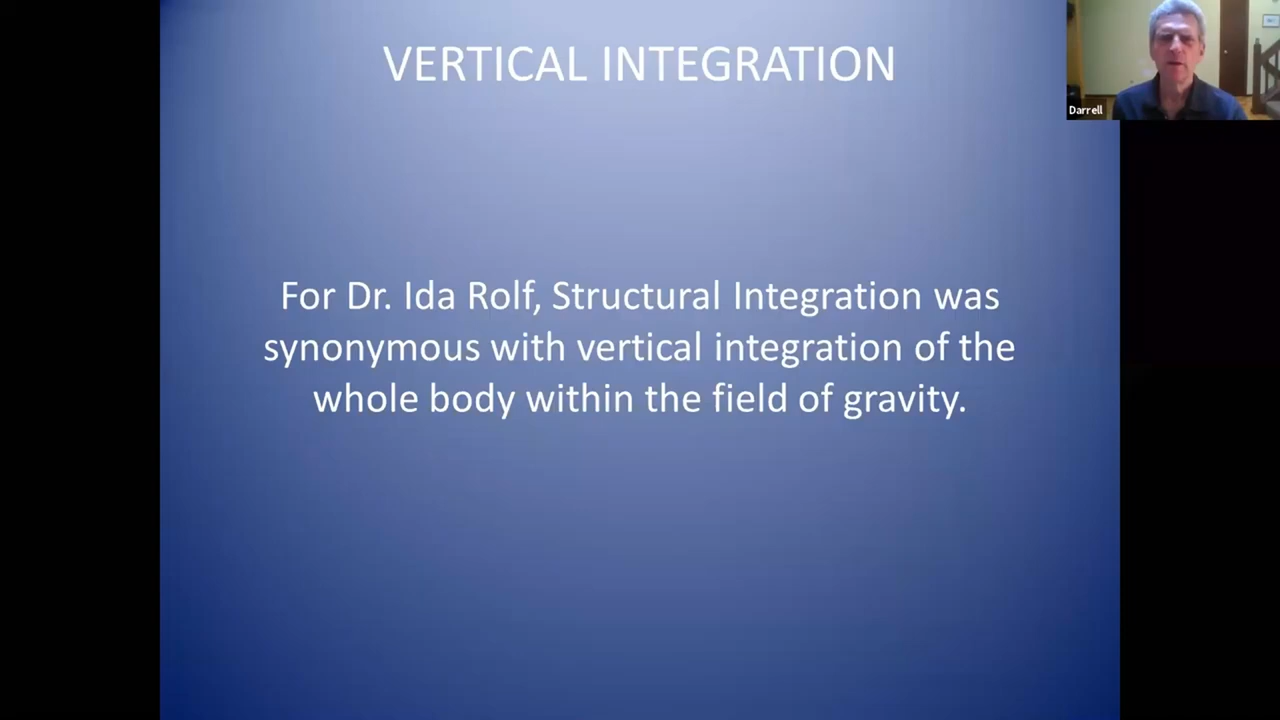 VERTICAL INTEGRATION
Darrell
For Dr. Ida Rolf, Structural Integration was
synonymous with vertical integration of the
whole body within the field of gravity.